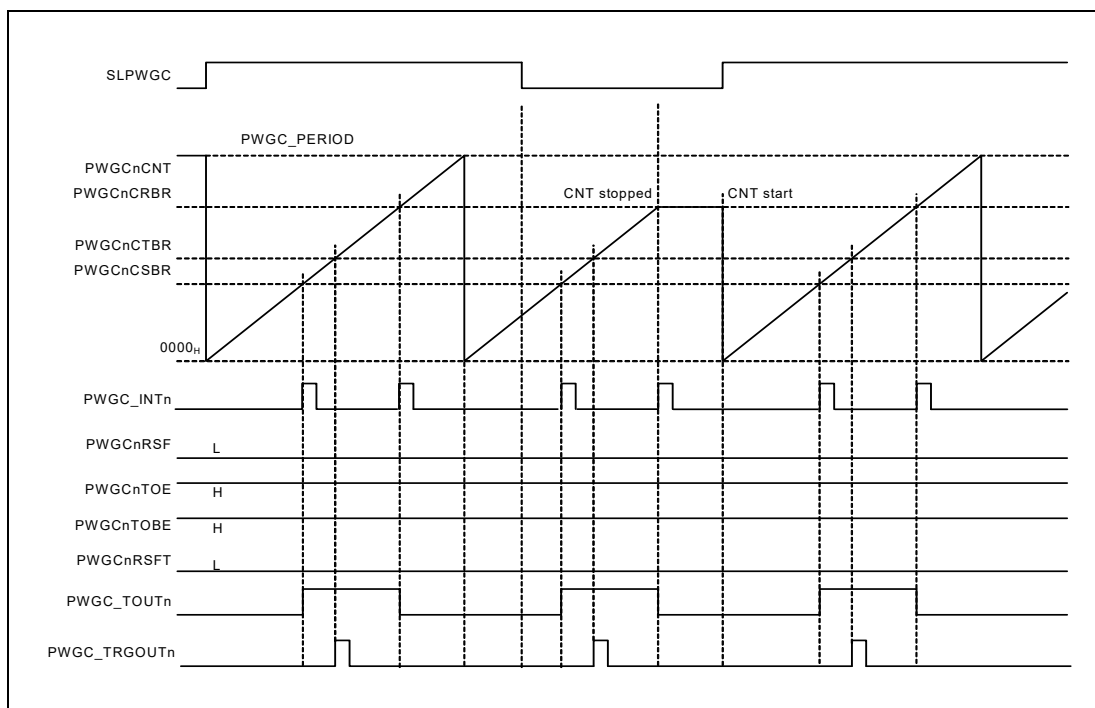 SLPWGC
PWGC_PERIOD
PWGCnCNT
PWGCnCRBR
CNT stopped
CNT start
PWGCnCTBR
PWGCnCSBR
0000H
PWGC_INTn
PWGCnRSF
L
PWGCnTOE
H
PWGCnTOBE
H
PWGCnRSFT
L
PWGC_TOUTn
PWGC_TRGOUTn